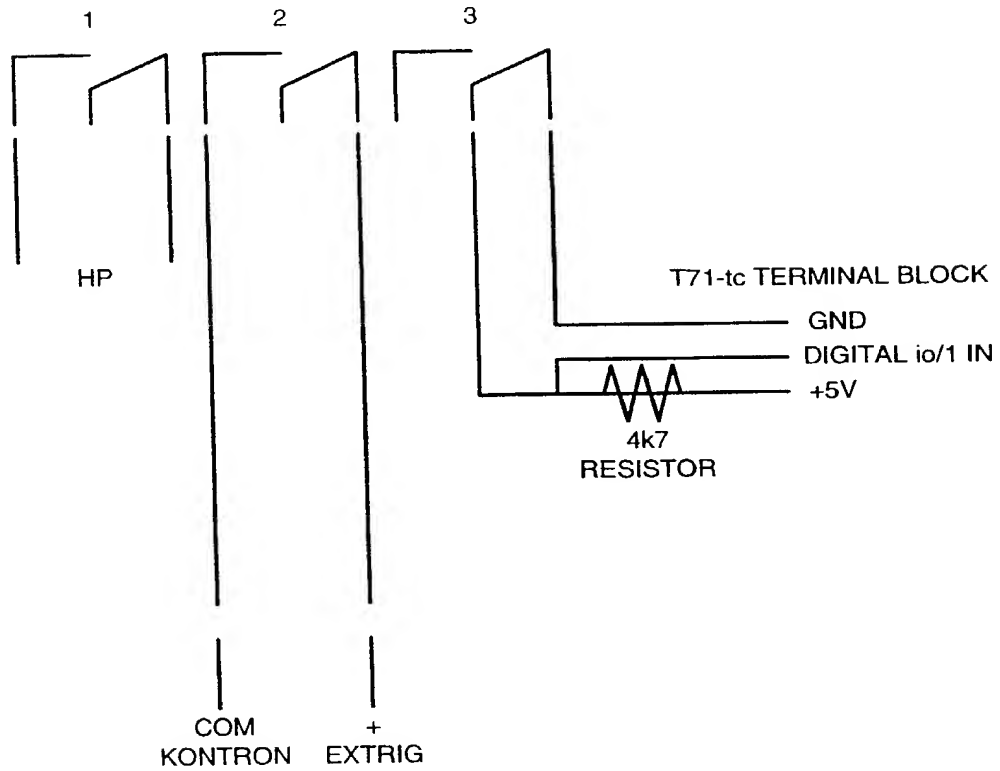 1 2 3
HP
T71-tc TERMINAL BLOCK
GND
DIGITAL io/1 IN
+5V
4k7
RESISTOR
COM +
KONTRON EXTRIG